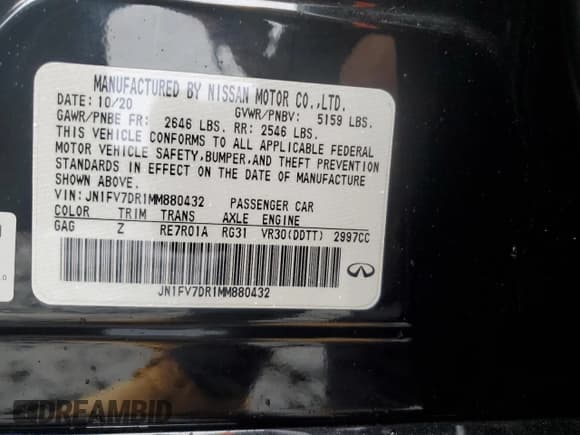 MANUFACTURED BY NISSAN MOTOR CO.,LTD.
DATE: 10/20 GVWR/PNBV: 5159 LBS.
GAWR/PNBE FR: 2646 LBS. RR: 2546 LBS.
THIS VEHICLE CONFORMS TO ALL APPLICABLE FEDERAL
MOTOR VEHICLE SAFETY,BUMPER,AND THEFT PREVENTION
STANDARDS IN EFFECT ON THE DATE OF MANUFACTURE
SHOWN ABOVE.
VIN: JN1FV7DR1MM880432 PASSENGER CAR
COLOR TRIM TRANS AXLE ENGINE
GAG Z RE7R01A RG31 VR30(DDTT) 2997CC
JN1FV7DR1MM880432
DREAMBID